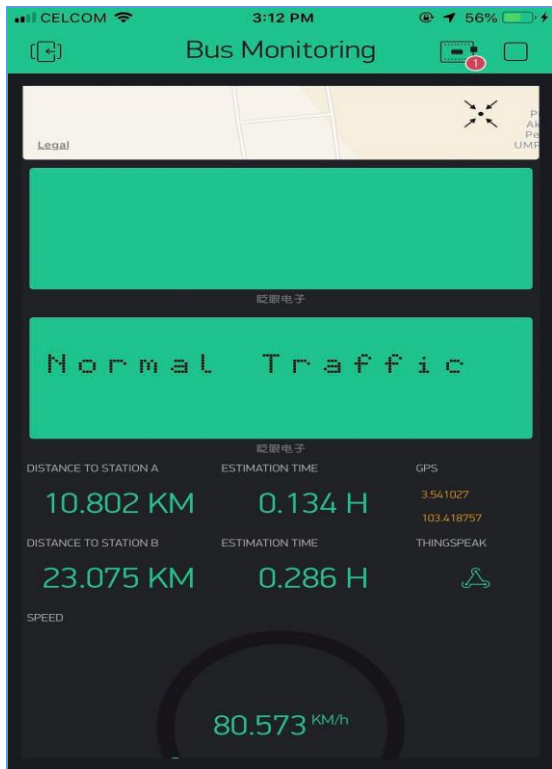 CELCOM 3:12 PM 56%
Bus Monitoring
1
Legal
UMP
眨眼电子
Normal Traffic
眨眼电子
DISTANCE TO STATION A ESTIMATION TIME GPS
10.802 KM 0.134 H 3.541027
103.418757
DISTANCE TO STATION B ESTIMATION TIME THINGSPEAK
23.075 KM 0.286 H
SPEED
80.573 KM/h